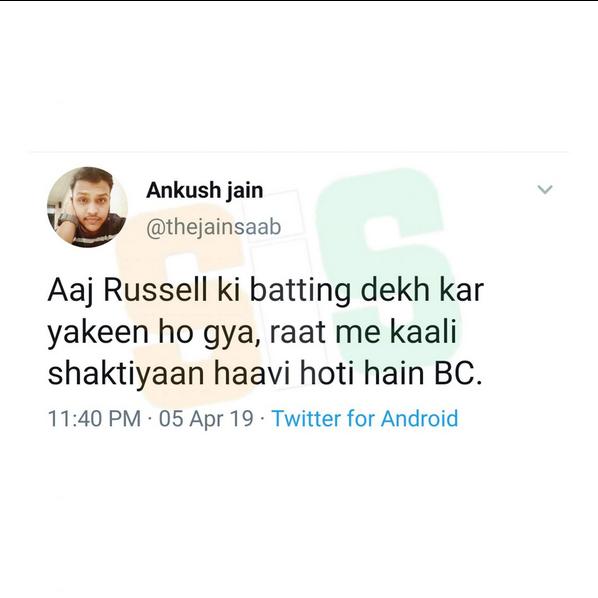 Ankush jain
@thejainsaab
Aaj Russell ki batting dekh kar
yakeen ho gya, raat me kaali
shaktiyaan haavi hoti hain BC.
11:40 PM · 05 Apr 19 · Twitter for Android
SiS